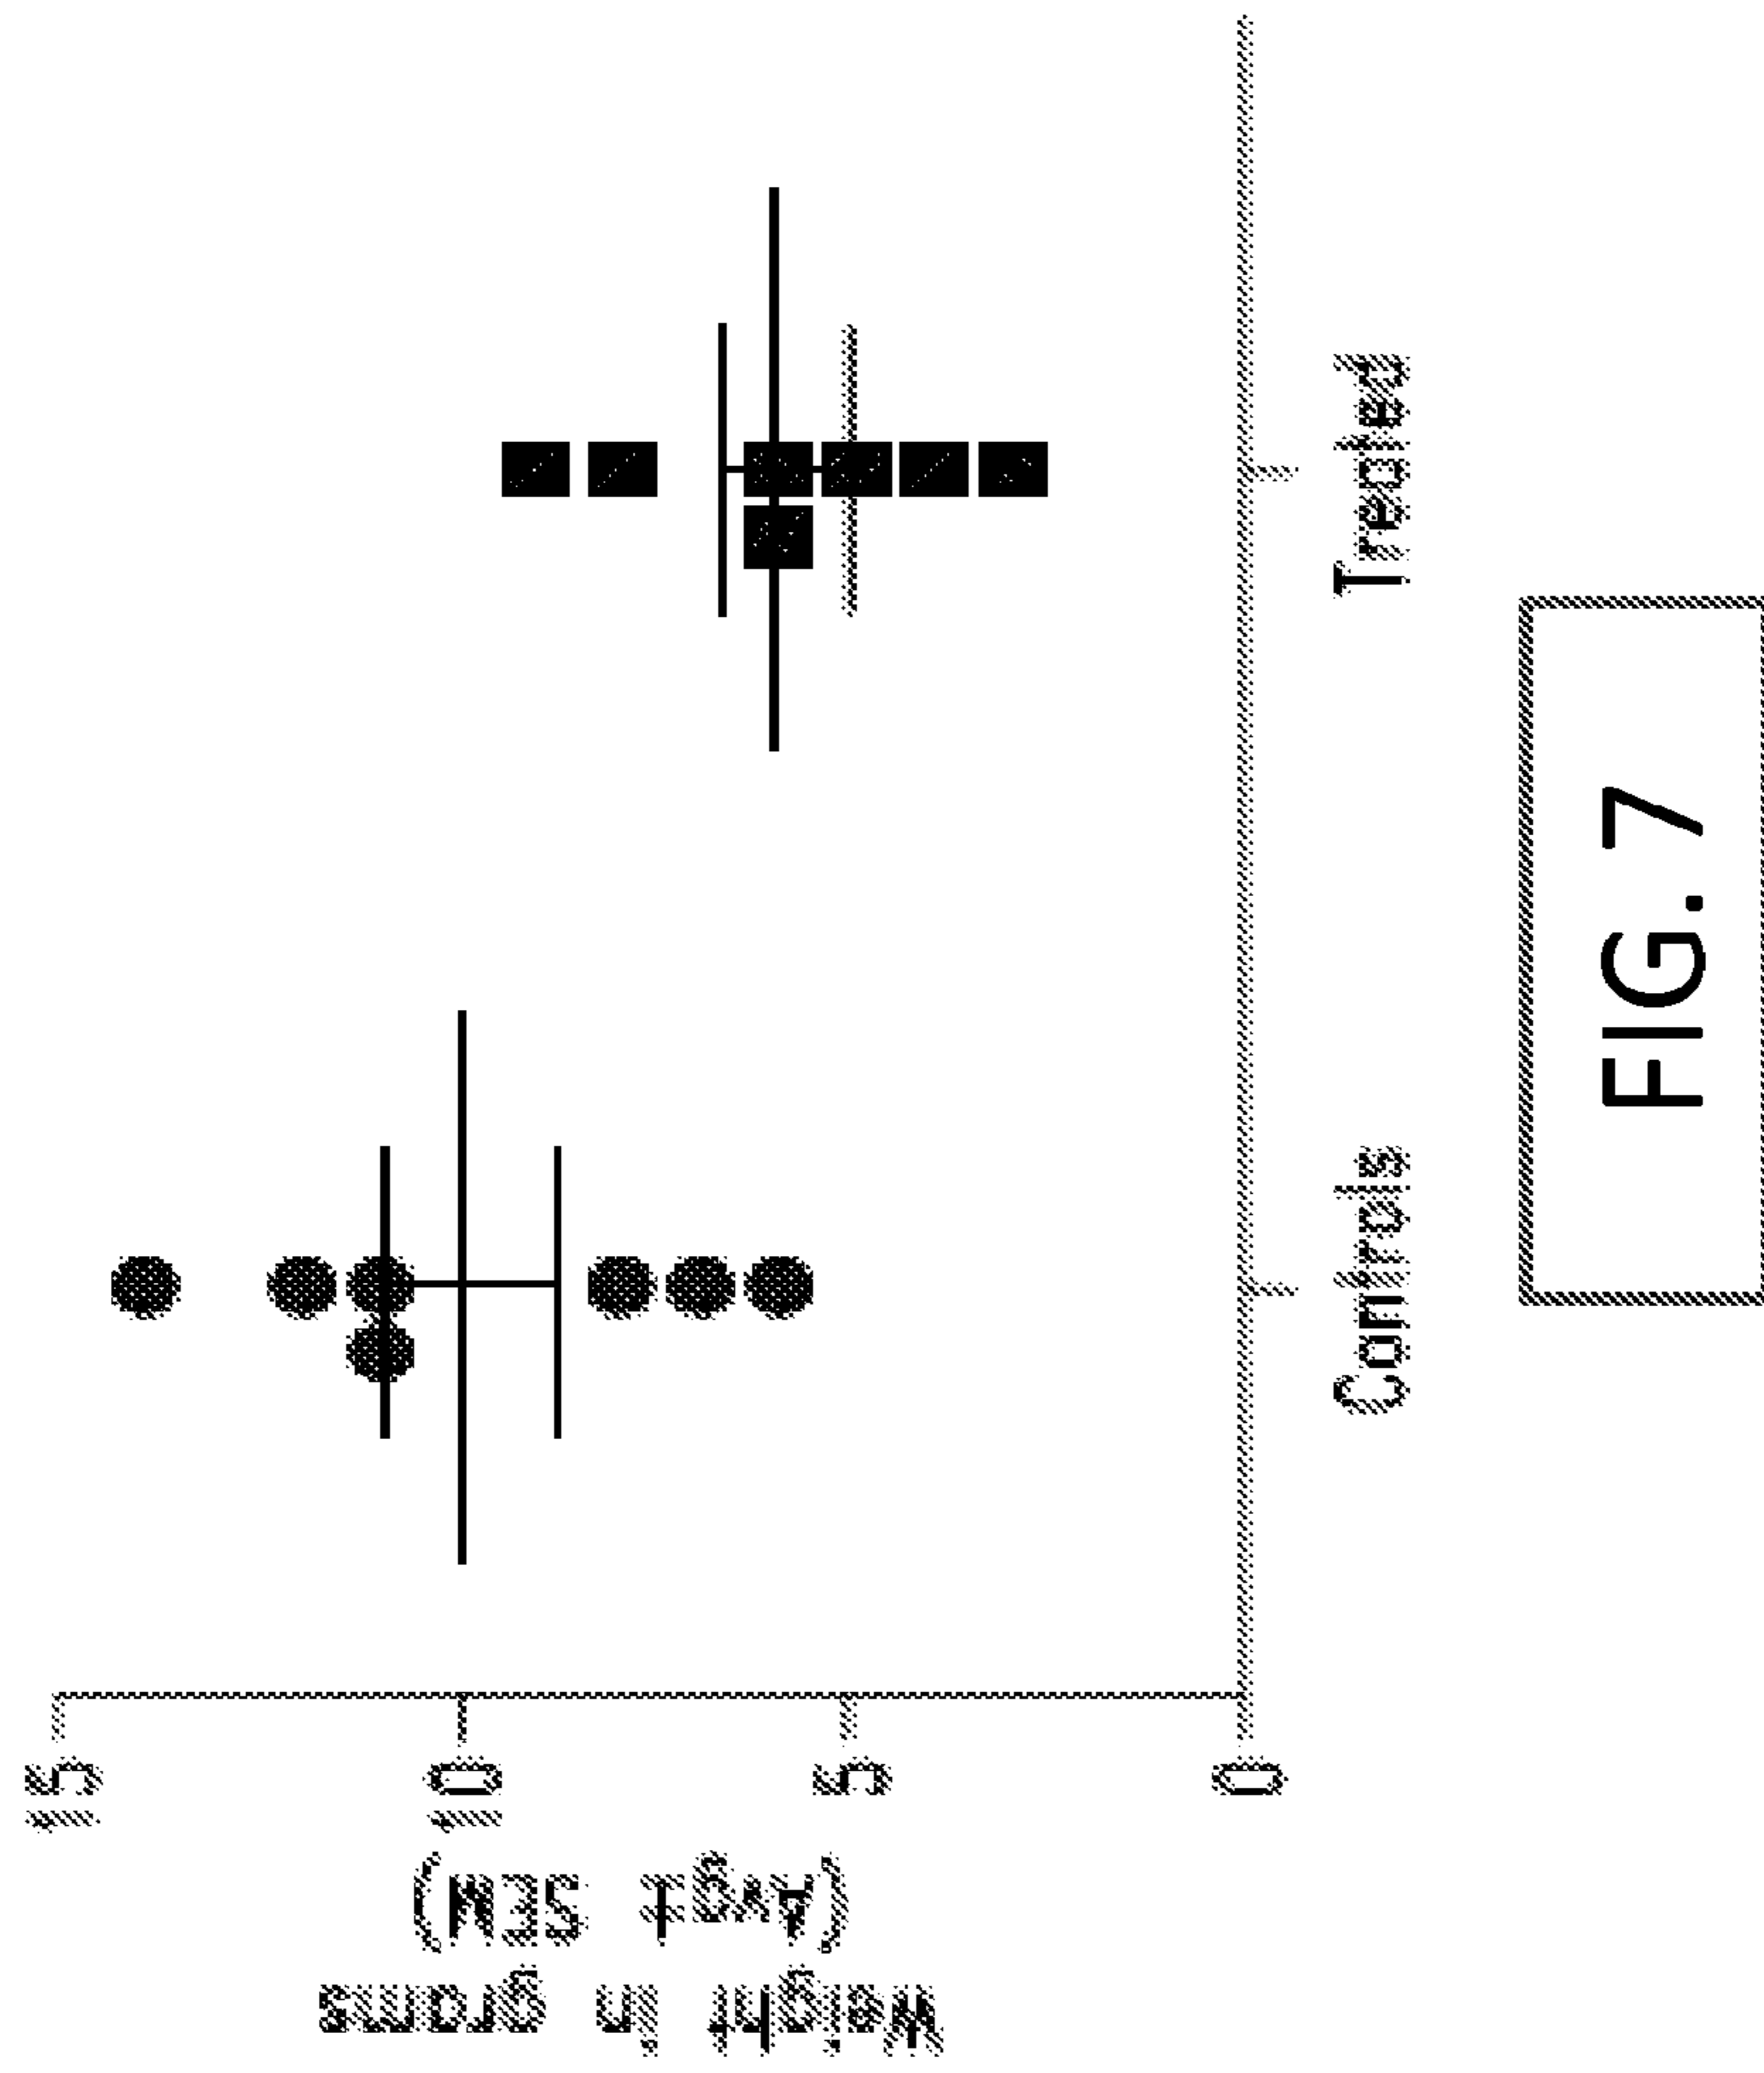 Weight in grams
(Avg± SEM)
15
10
5
0
Controls
Treated
FIG. 7